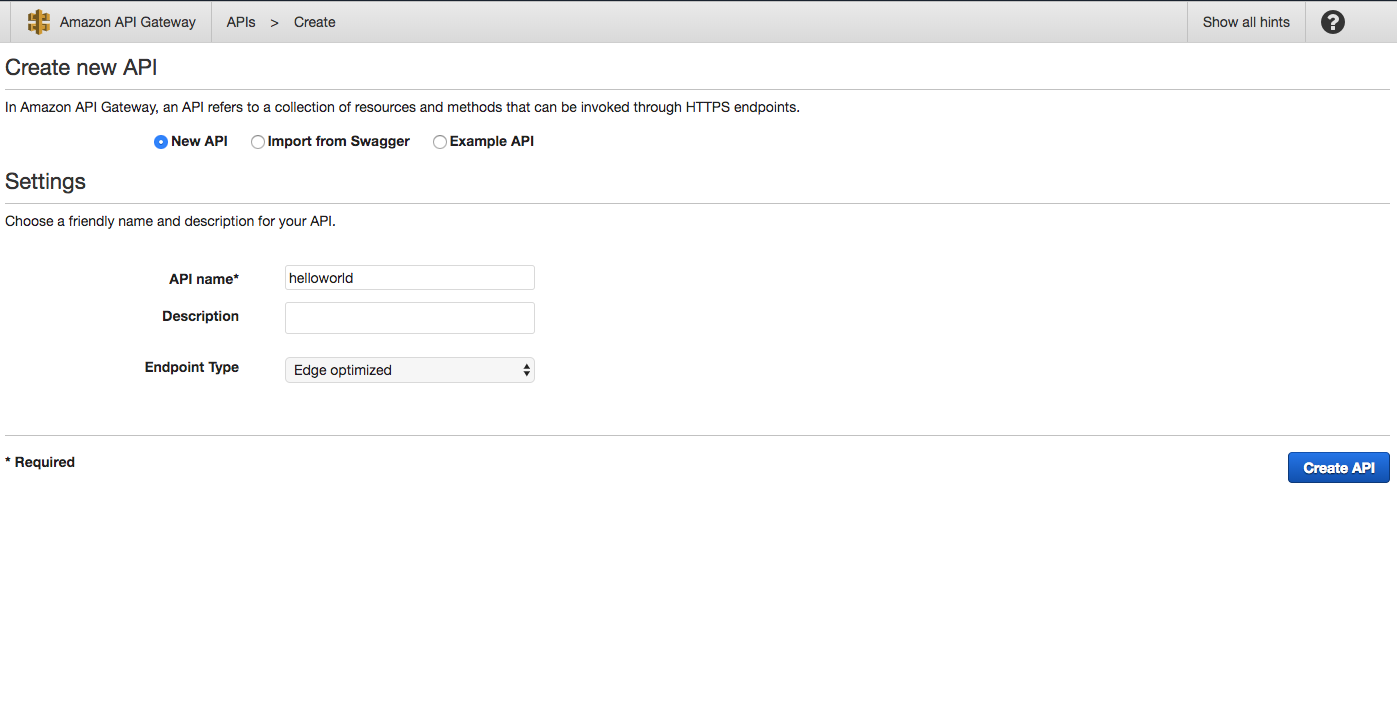 Amazon API Gateway APIs > Create Show all hints ?
Create new API
In Amazon API Gateway, an API refers to a collection of resources and methods that can be invoked through HTTPS endpoints.
New API Import from Swagger Example API
Settings
Choose a friendly name and description for your API.
API name* helloworld
Description
Endpoint Type Edge optimized
* Required Create API